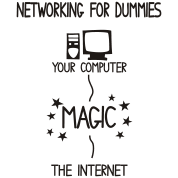 NETWORKING FOR DUMMIES
YOUR COMPUTER
MAGIC
THE INTERNET